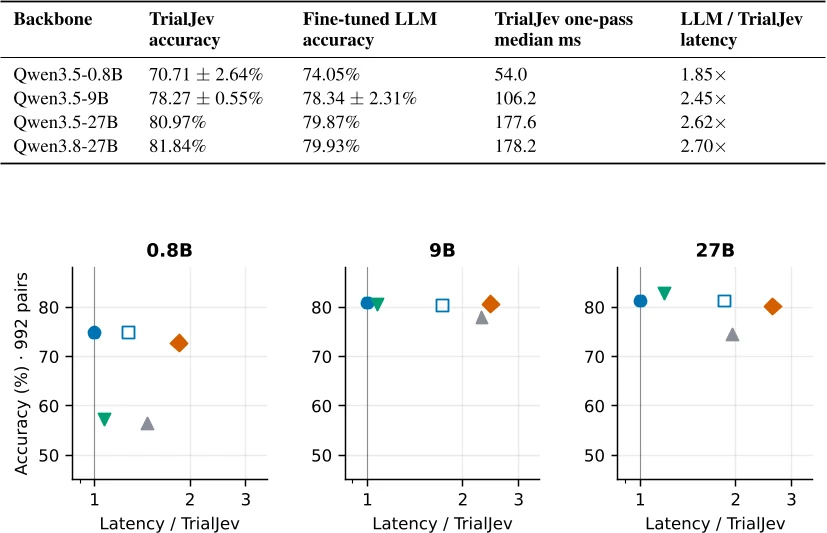 Backbone TrialJev accuracy Fine-tuned LLM accuracy TrialJev one-pass median ms LLM / TrialJev latency
Qwen3.5-0.8B 70.71 ± 2.64% 74.05% 54.0 1.85×
Qwen3.5-9B 78.27 ± 0.55% 78.34 ± 2.31% 106.2 2.45×
Qwen3.5-27B 80.97% 79.87% 177.6 2.62×
Qwen3.8-27B 81.84% 79.93% 178.2 2.70×
0.8B 9B 27B
Accuracy (%) · 992 pairs
80 80 80
70 70 70
60 60 60
50 50 50
1 2 3 1 2 3 1 2 3
Latency / TrialJev Latency / TrialJev Latency / TrialJev